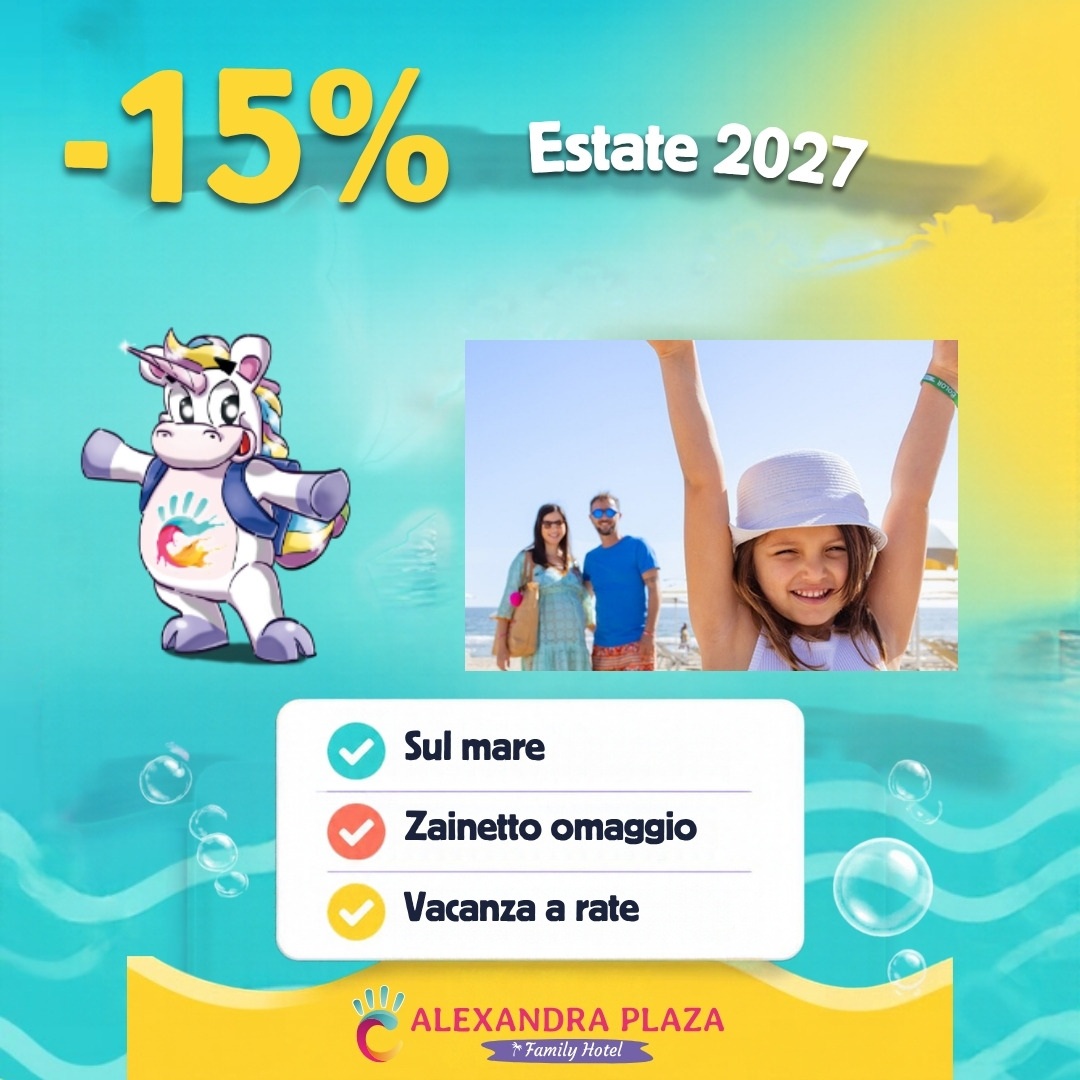 -15%
Estate 2027
Sul mare
Zainetto omaggio
Vacanza a rate
ALEXANDRA PLAZA
Family Hotel